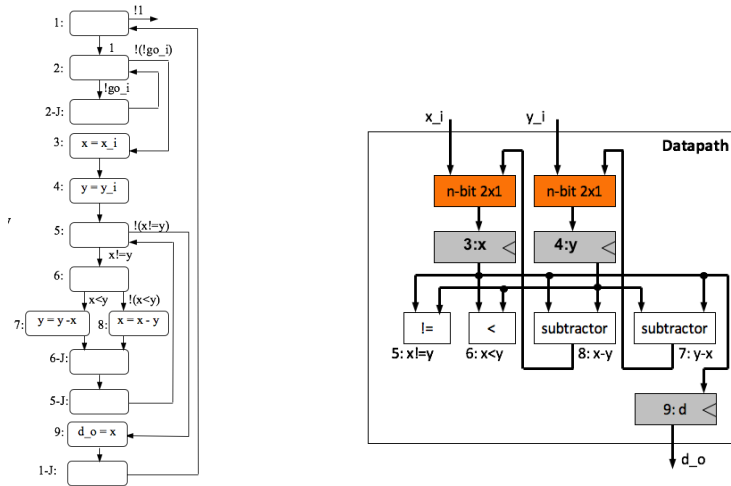 1:
!1
1
2:
!(!go_i)
!go_i
2-J:
3: x = x_i
4: y = y_i
5:
!(x!=y)
x!=y
6:
x<y
!(x<y)
7: y = y -x
8: x = x - y
6-J:
5-J:
9: d_o = x
1-J:
x_i
y_i
Datapath
n-bit 2x1
n-bit 2x1
3:x
4:y
!=
<
subtractor
subtractor
5: x!=y
6: x<y
8: x-y
7: y-x
9: d
d_o